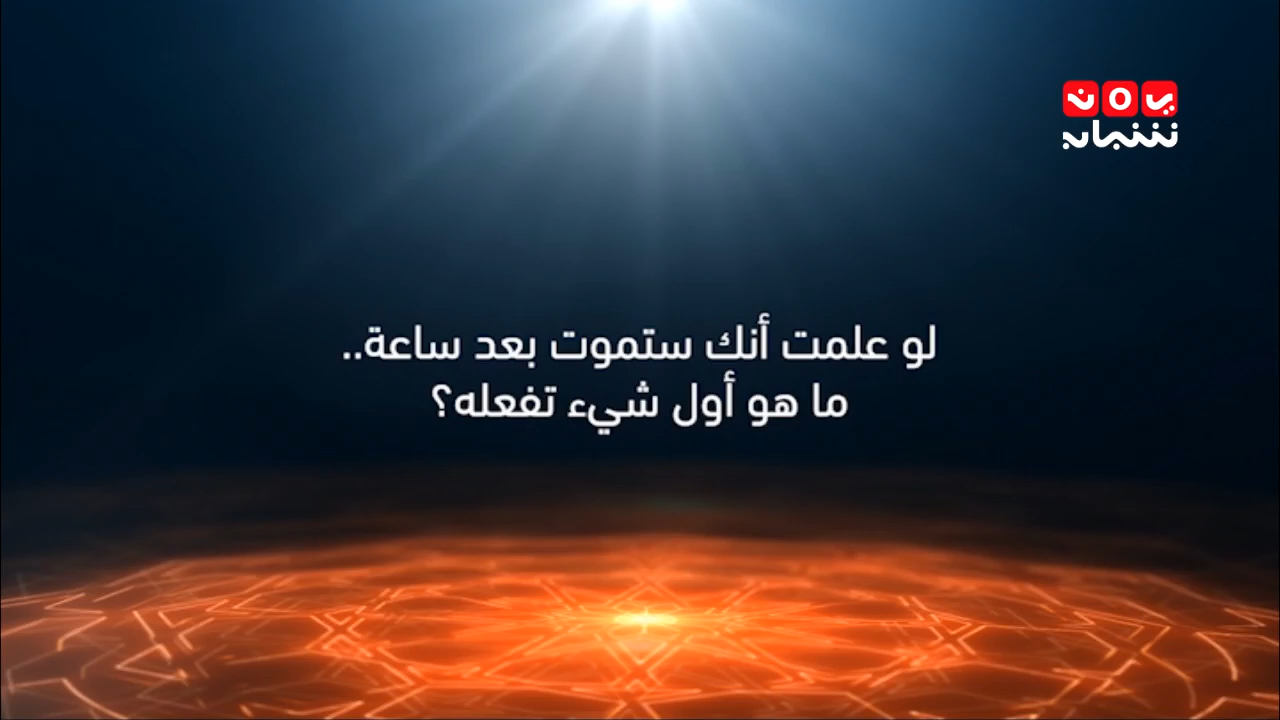 يمن
شباب
لو علمت أنك ستموت بعد ساعة..
ما هو أول شيء تفعله؟